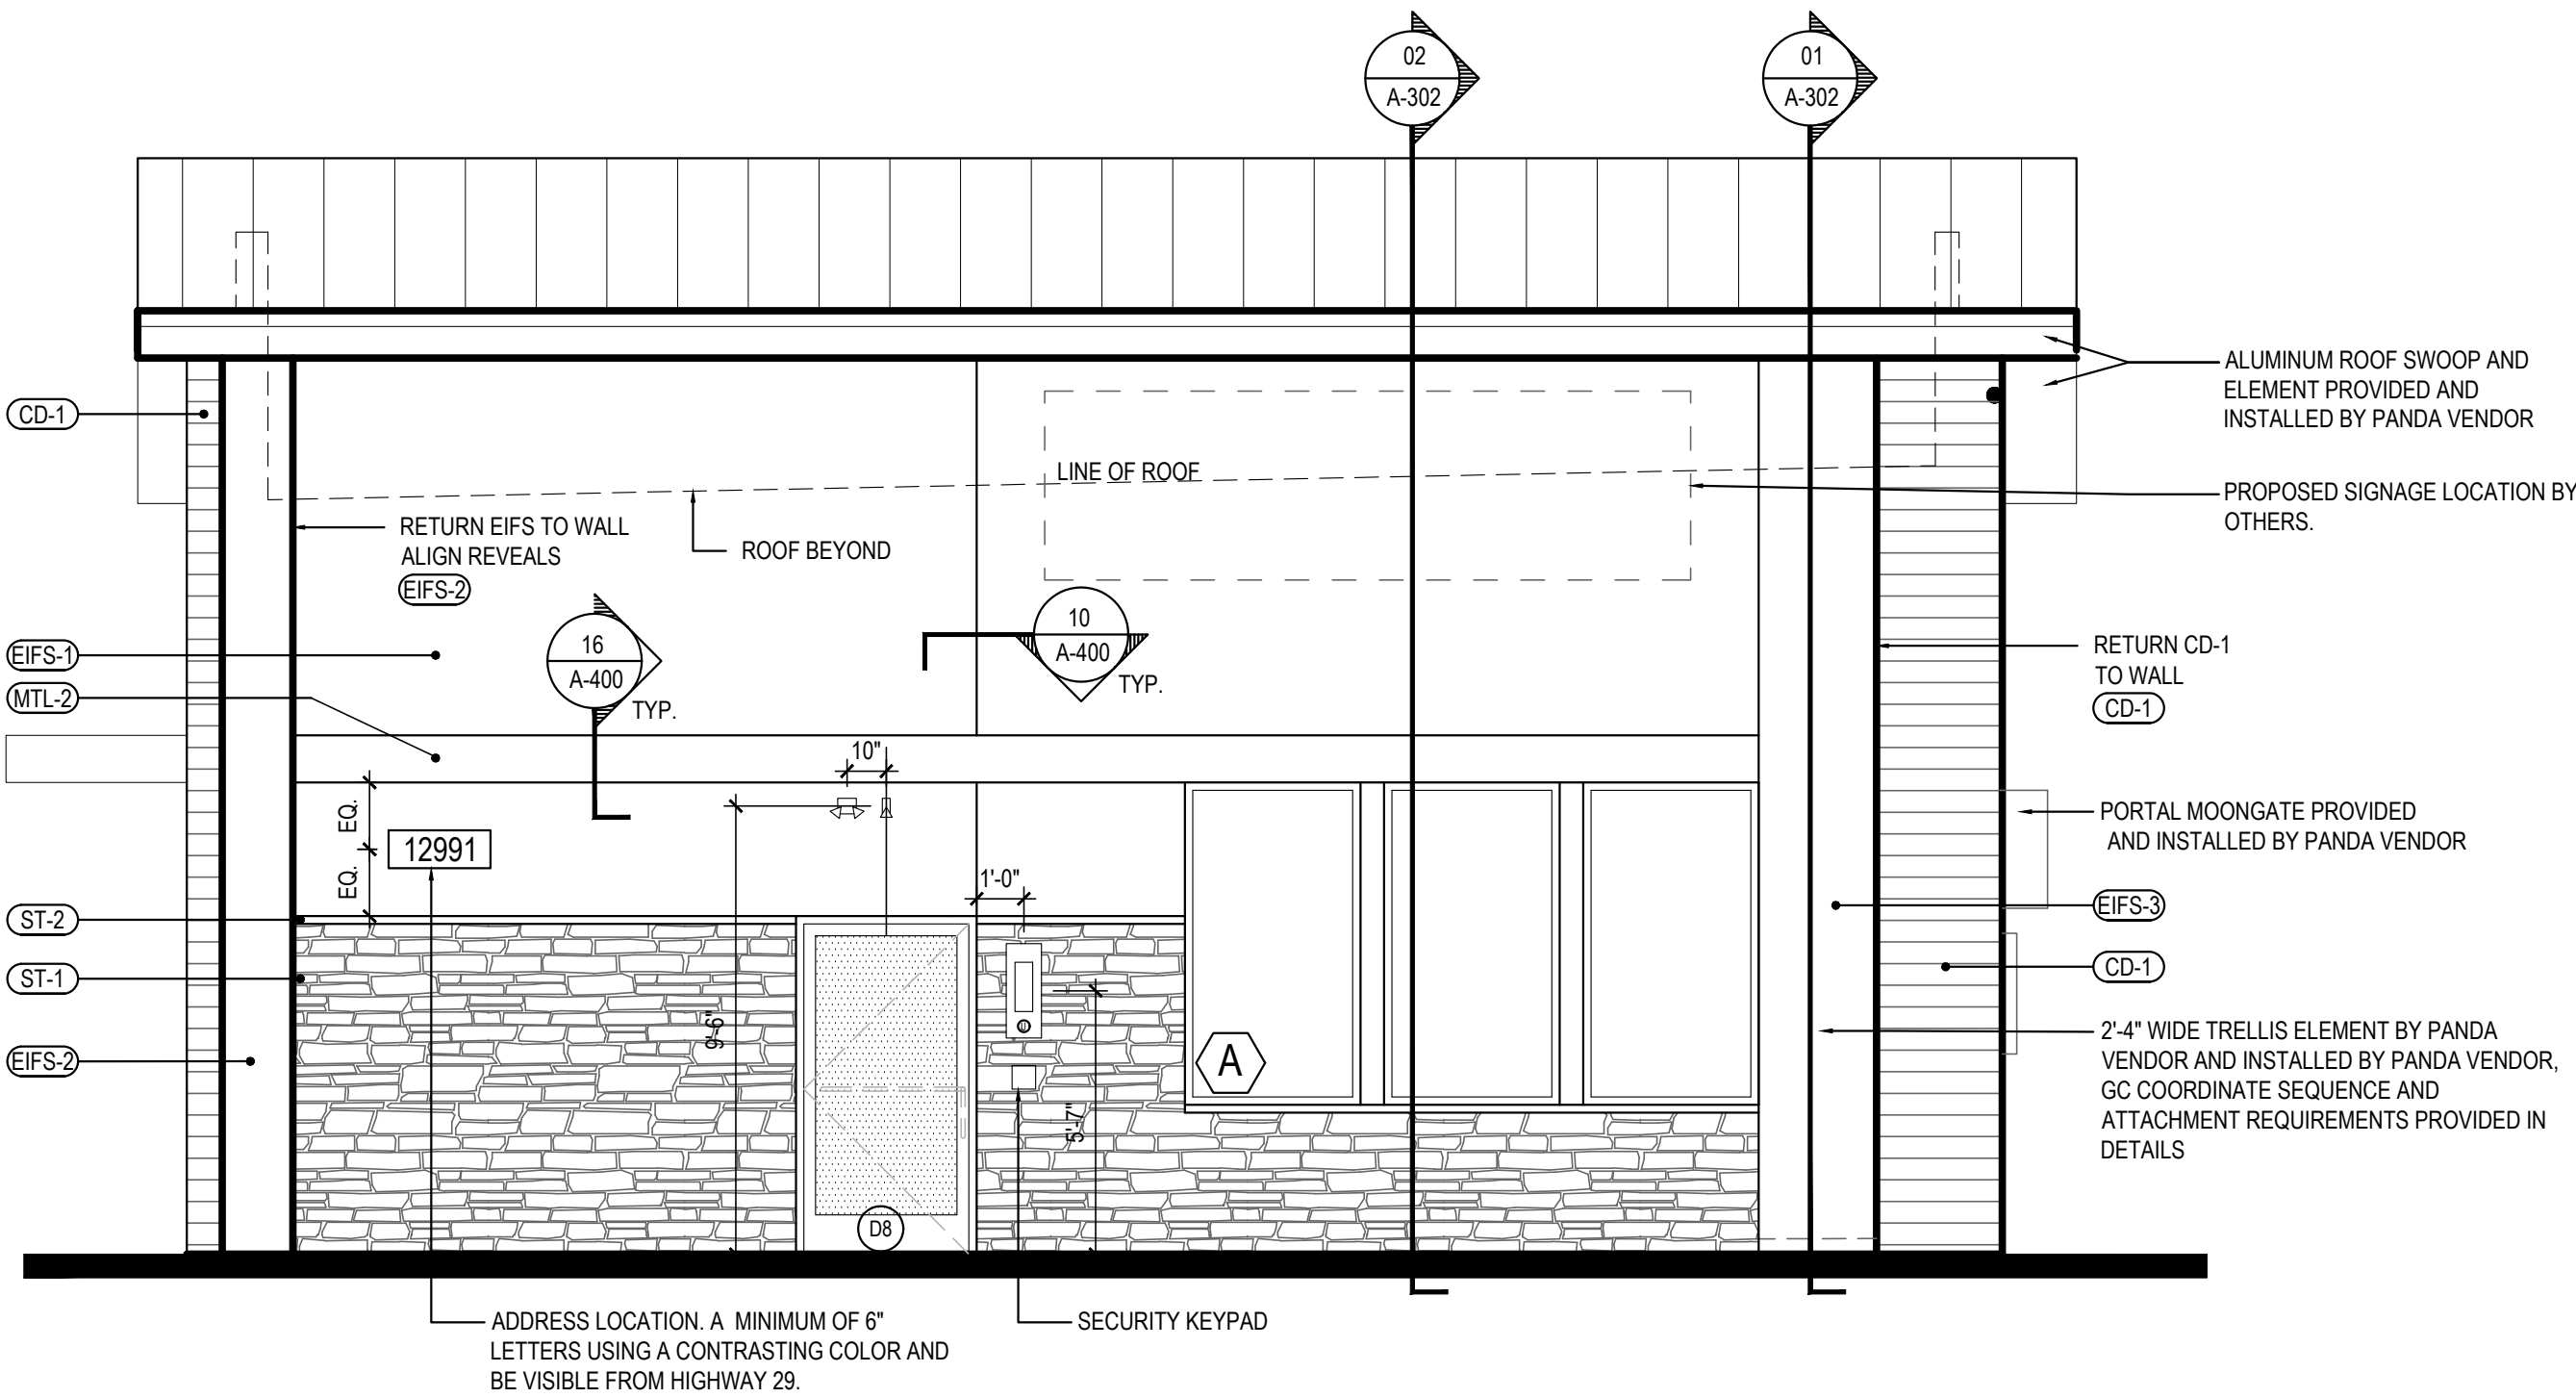 02
A-302
01
A-302
ALUMINUM ROOF SWOOP AND
ELEMENT PROVIDED AND
INSTALLED BY PANDA VENDOR
CD-1
LINE OF ROOF
PROPOSED SIGNAGE LOCATION BY
OTHERS.
RETURN EIFS TO WALL
ALIGN REVEALS
EIFS-2
ROOF BEYOND
EIFS-1
MTL-2
16
A-400
TYP.
10
A-400
TYP.
RETURN CD-1
TO WALL
CD-1
10"
EQ.
EQ.
12991
1'-0"
PORTAL MOONGATE PROVIDED
AND INSTALLED BY PANDA VENDOR
ST-2
ST-1
EIFS-2
EIFS-3
CD-1
9'-6"
5'-7"
A
D8
2'-4" WIDE TRELLIS ELEMENT BY PANDA
VENDOR AND INSTALLED BY PANDA VENDOR,
GC COORDINATE SEQUENCE AND
ATTACHMENT REQUIREMENTS PROVIDED IN
DETAILS
ADDRESS LOCATION. A MINIMUM OF 6"
LETTERS USING A CONTRASTING COLOR AND
BE VISIBLE FROM HIGHWAY 29.
SECURITY KEYPAD